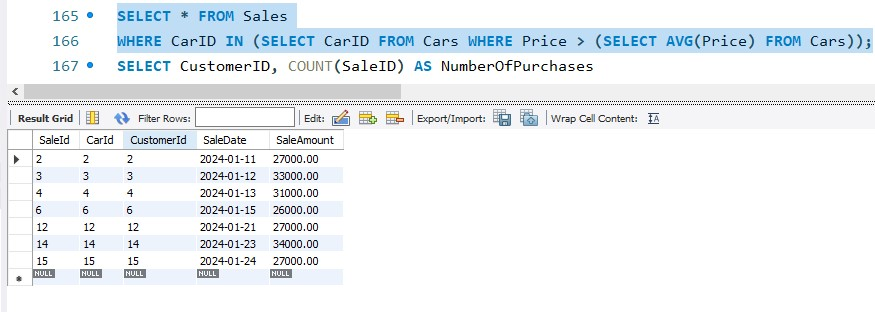 165 SELECT * FROM Sales
166 WHERE CarID IN (SELECT CarID FROM Cars WHERE Price > (SELECT AVG(Price) FROM Cars));
167 SELECT CustomerID, COUNT(SaleID) AS NumberOfPurchases
Result Grid Filter Rows: Edit: Export/Import: Wrap Cell Content: IA
SaleId CarId CustomerId SaleDate SaleAmount
2 2 2 2024-01-11 27000.00
3 3 3 2024-01-12 33000.00
4 4 4 2024-01-13 31000.00
6 6 6 2024-01-15 26000.00
12 12 12 2024-01-21 27000.00
14 14 14 2024-01-23 34000.00
15 15 15 2024-01-24 27000.00
NULL NULL NULL NULL NULL